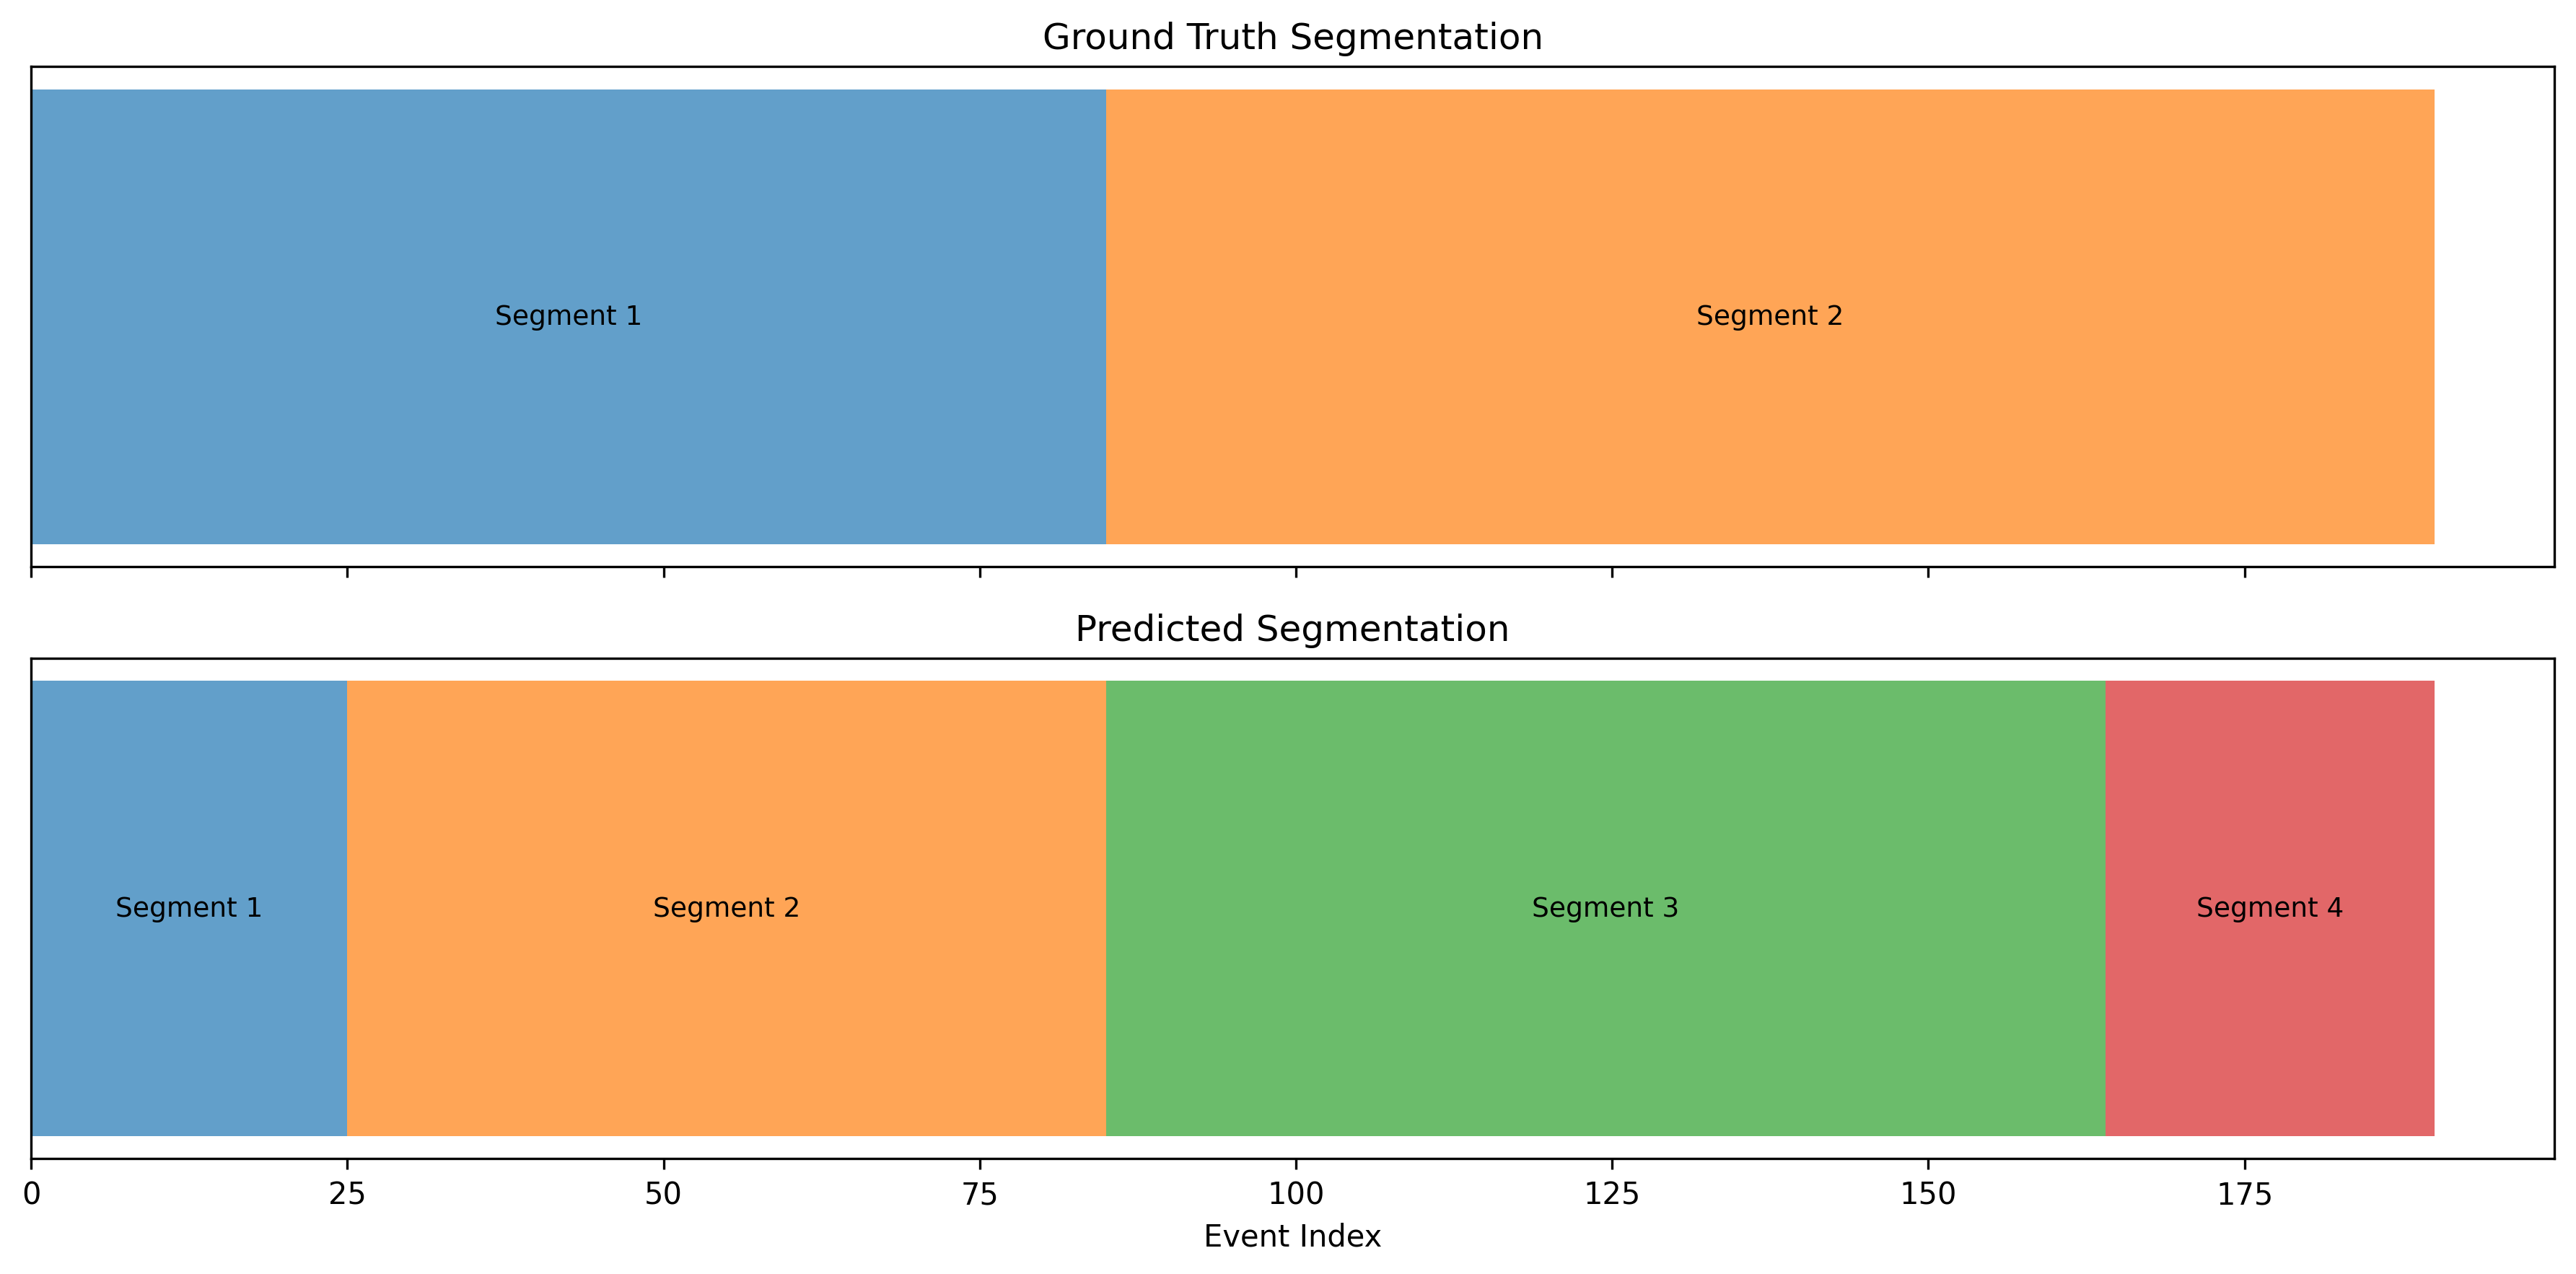 Ground Truth Segmentation
Segment 1 Segment 2
Predicted Segmentation
Segment 1 Segment 2 Segment 3 Segment 4
0 25 50 75 100 125 150 175
Event Index